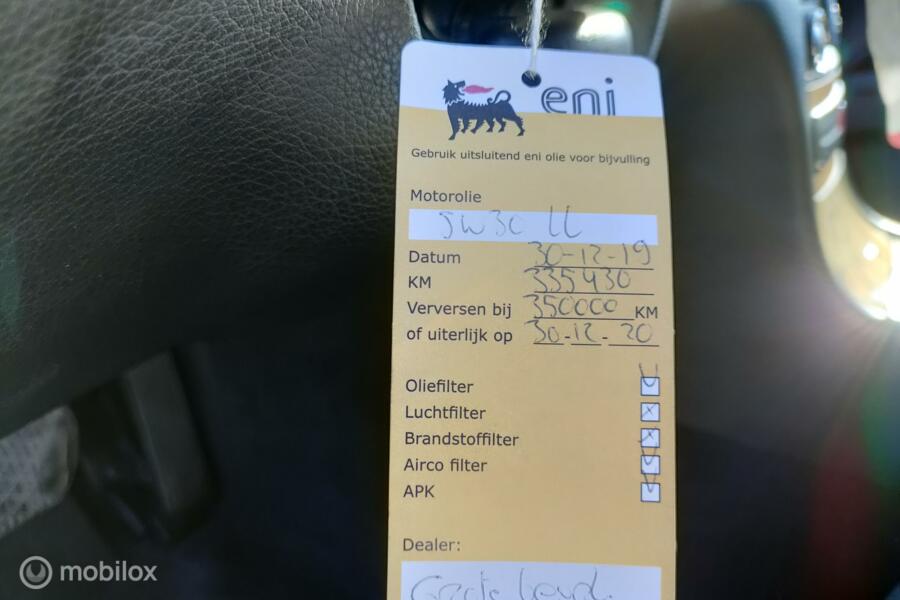 eni
Gebruik uitsluitend eni olie voor bijvulling
Motorolie
5w30 LL
Datum 30-12-19
KM 335430
Verversen bij 350000 KM
of uiterlijk op 30-12-20
Oliefilter
Luchtfilter
Brandstoffilter
Airco filter
APK
Dealer:
mobilox